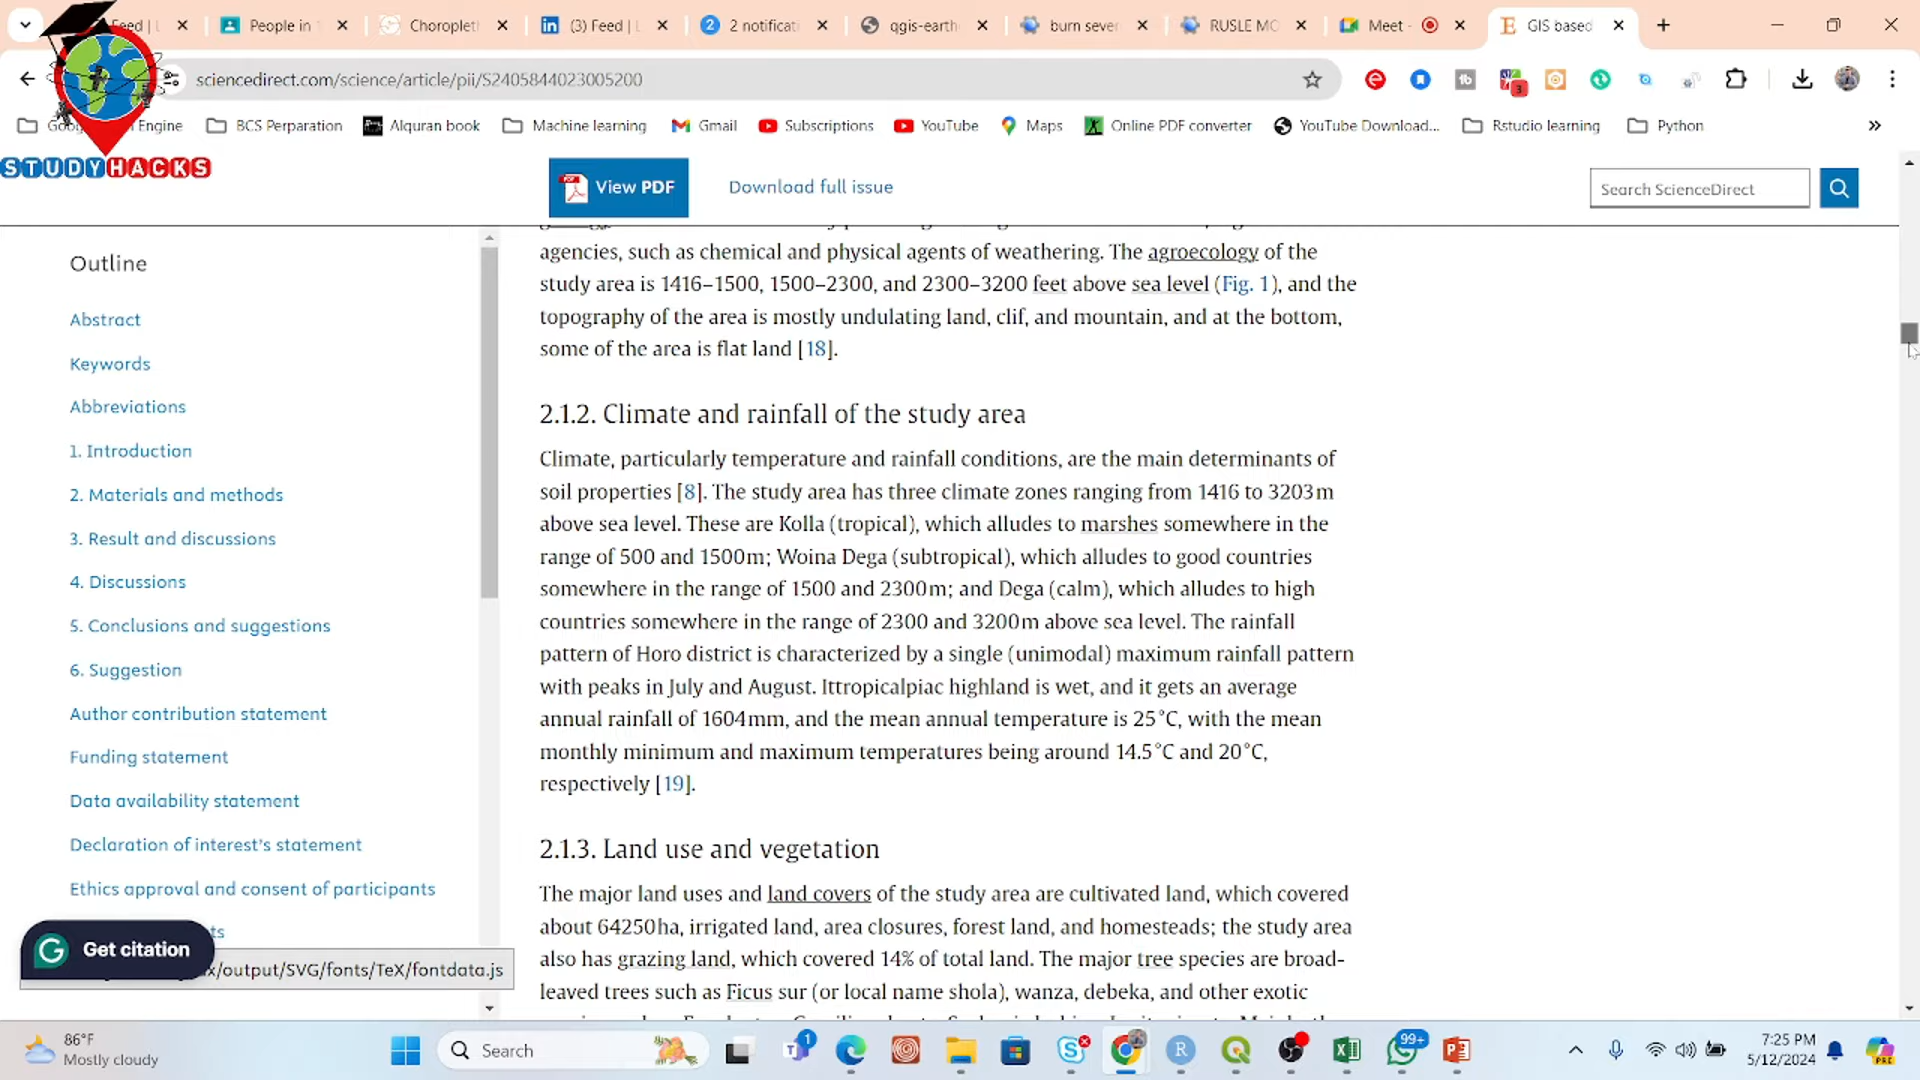 Feed | L
People in
Choroplet
(3) Feed | L
2 notificati
qgis-earth
burn sever
RUSLE MO
Meet -
GIS based
sciencedirect.com/science/article/pii/S2405844023005200
Engine
BCS Perparation
Alquran book
Machine learning
Gmail
Subscriptions
YouTube
Maps
Online PDF converter
YouTube Download...
Rstudio learning
Python
»
STUDYHACKS
View PDF
Download full issue
Search ScienceDirect
Outline
Abstract
Keywords
Abbreviations
1. Introduction
2. Materials and methods
3. Result and discussions
4. Discussions
5. Conclusions and suggestions
6. Suggestion
Author contribution statement
Funding statement
Data availability statement
Declaration of interest's statement
Ethics approval and consent of participants
ts
Get citation
x/output/SVG/fonts/TeX/fontdata.js
agencies, such as chemical and physical agents of weathering. The agroecology of the
study area is 1416–1500, 1500–2300, and 2300–3200 feet above sea level (Fig. 1), and the
topography of the area is mostly undulating land, clif, and mountain, and at the bottom,
some of the area is flat land [18].
2.1.2. Climate and rainfall of the study area
Climate, particularly temperature and rainfall conditions, are the main determinants of
soil properties [8]. The study area has three climate zones ranging from 1416 to 3203 m
above sea level. These are Kolla (tropical), which alludes to marshes somewhere in the
range of 500 and 1500 m; Woina Dega (subtropical), which alludes to good countries
somewhere in the range of 1500 and 2300 m; and Dega (calm), which alludes to high
countries somewhere in the range of 2300 and 3200 m above sea level. The rainfall
pattern of Horo district is characterized by a single (unimodal) maximum rainfall pattern
with peaks in July and August. Ittropicalpiac highland is wet, and it gets an average
annual rainfall of 1604 mm, and the mean annual temperature is 25 °C, with the mean
monthly minimum and maximum temperatures being around 14.5 °C and 20 °C,
respectively [19].
2.1.3. Land use and vegetation
The major land uses and land covers of the study area are cultivated land, which covered
about 64250 ha, irrigated land, area closures, forest land, and homesteads; the study area
also has grazing land, which covered 14% of total land. The major tree species are broad-
leaved trees such as Ficus sur (or local name shola), wanza, debeka, and other exotic
86°F
Mostly cloudy
Search
1
99+
7:25 PM
5/12/2024